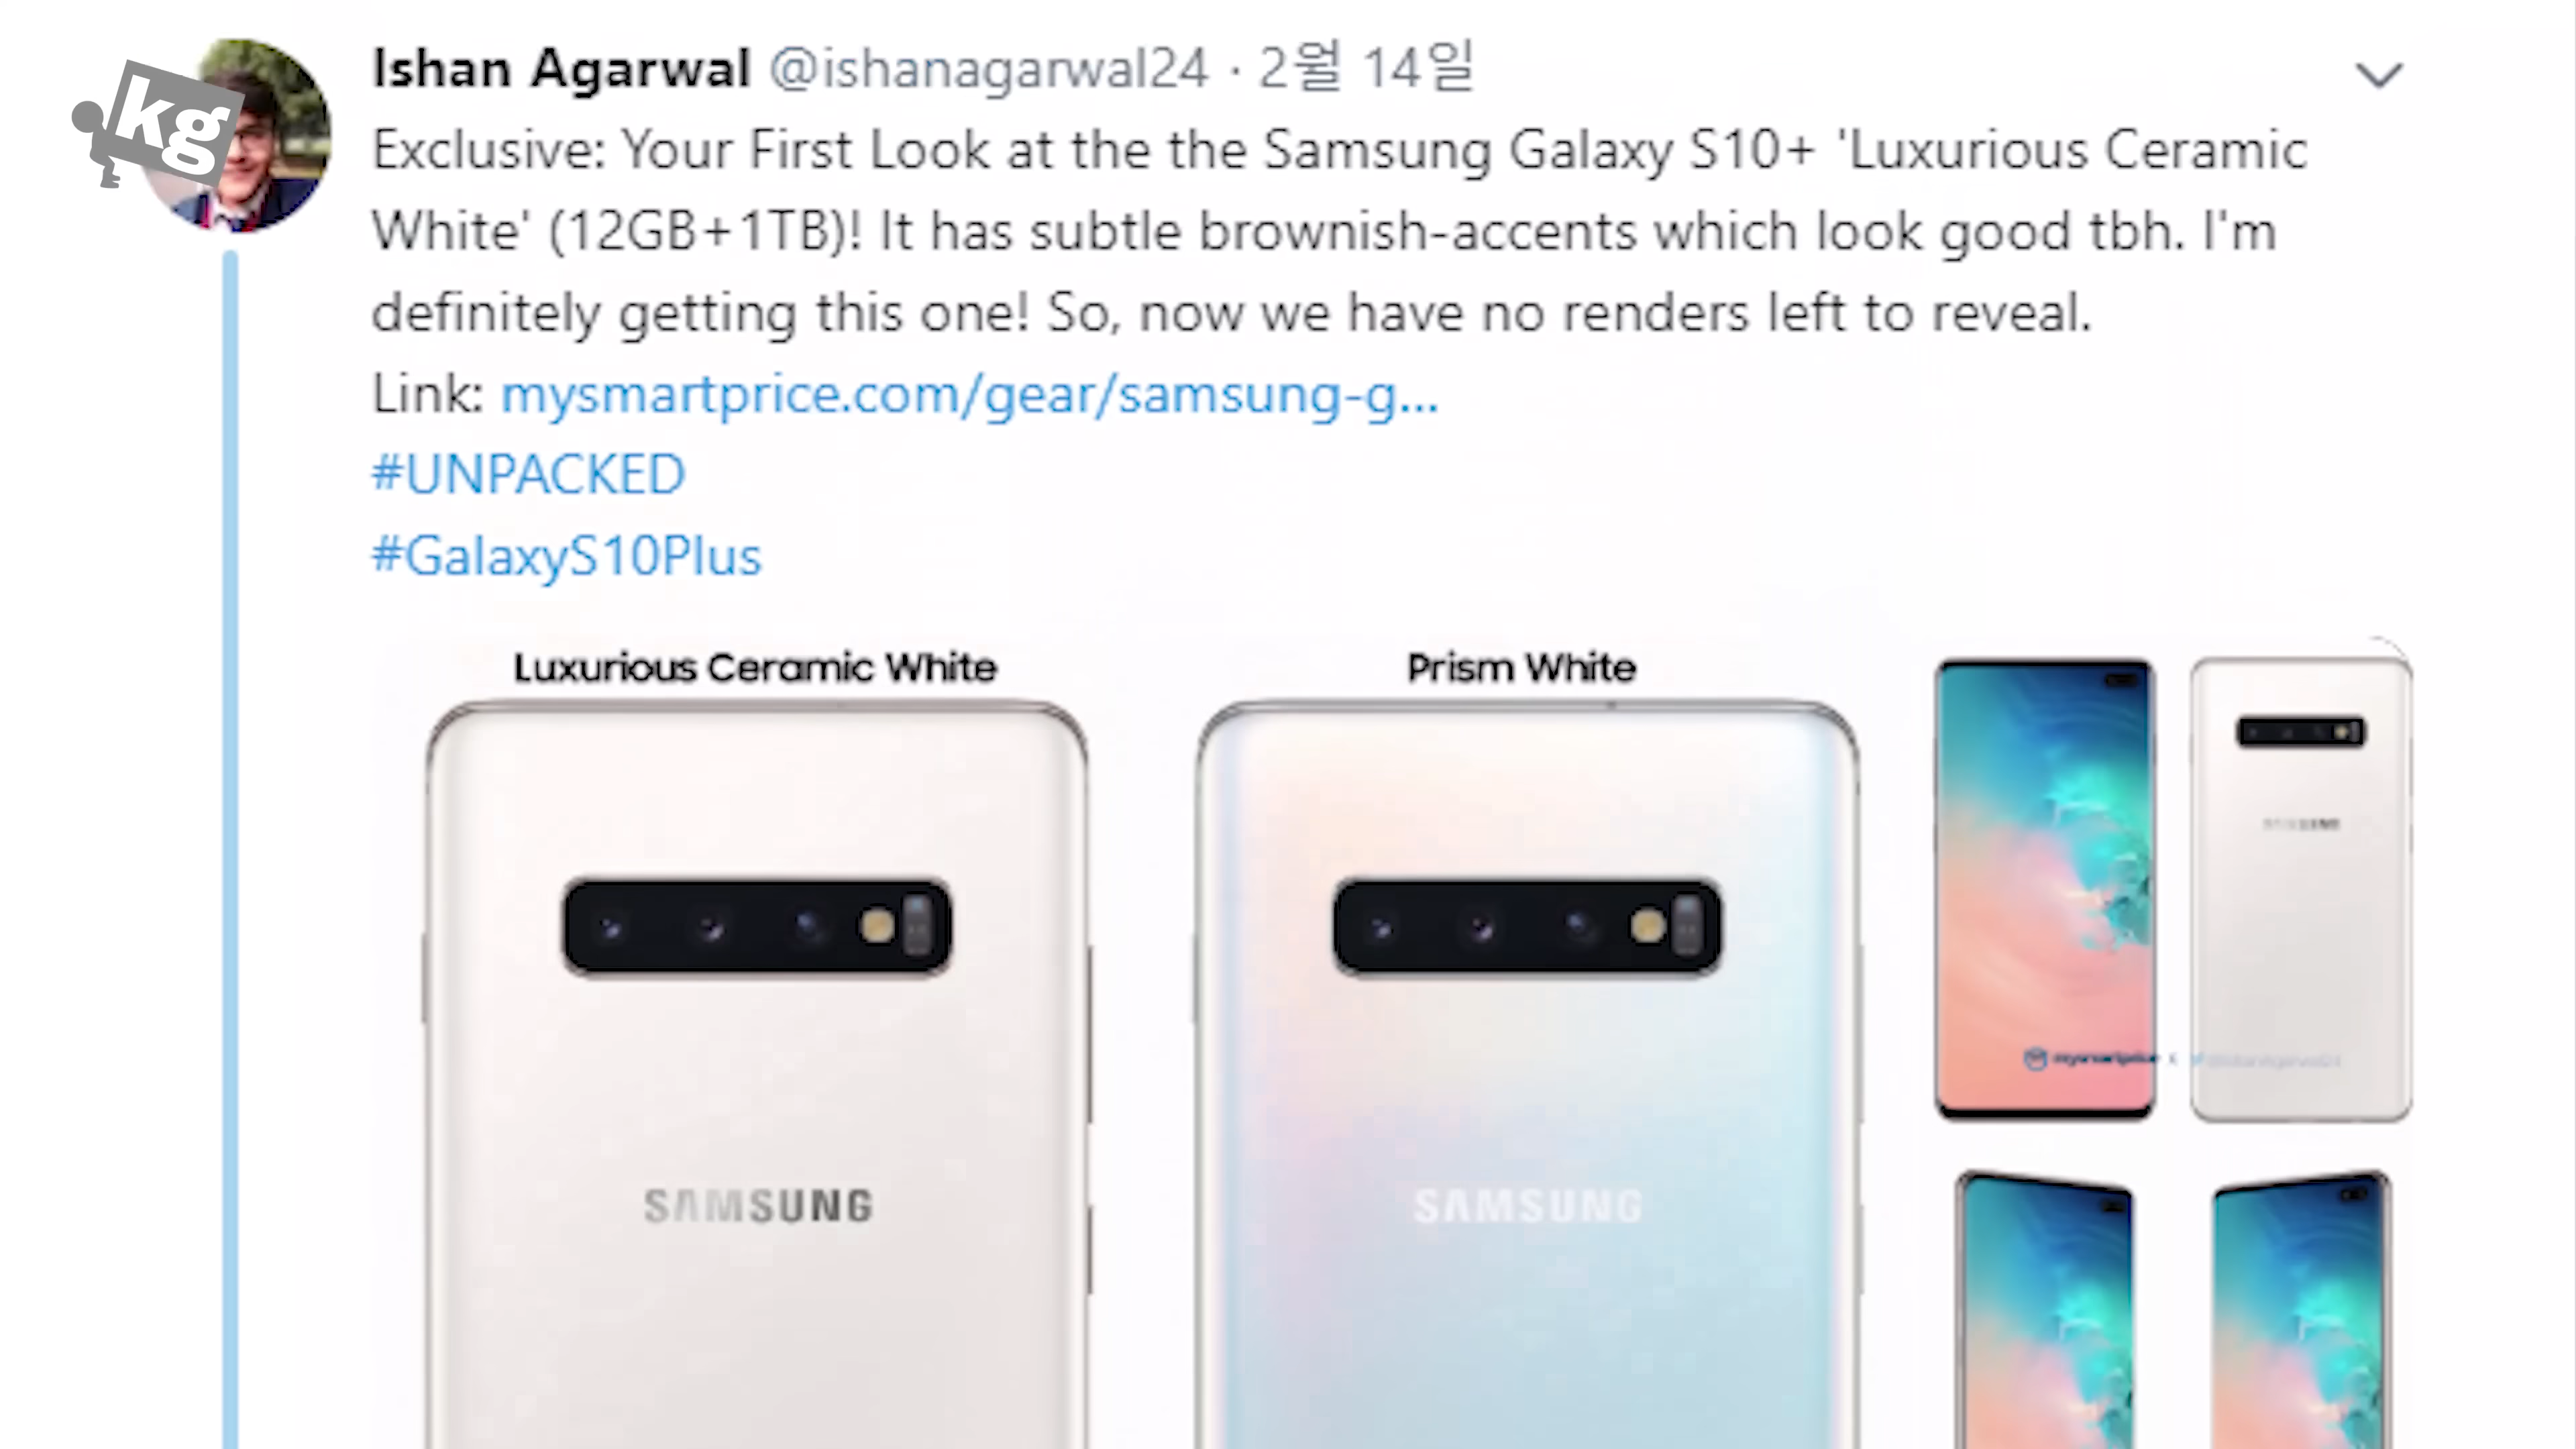 kg
Ishan Agarwal @ishanagarwal24 · 2월 14일
Exclusive: Your First Look at the the Samsung Galaxy S10+ 'Luxurious Ceramic
White' (12GB+1TB)! It has subtle brownish-accents which look good tbh. I'm
definitely getting this one! So, now we have no renders left to reveal.
Link: mysmartprice.com/gear/samsung-g...
#UNPACKED
#GalaxyS10Plus
Luxurious Ceramic White
Prism White
SAMSUNG
SAMSUNG
SAMSUNG
mysmartprice x